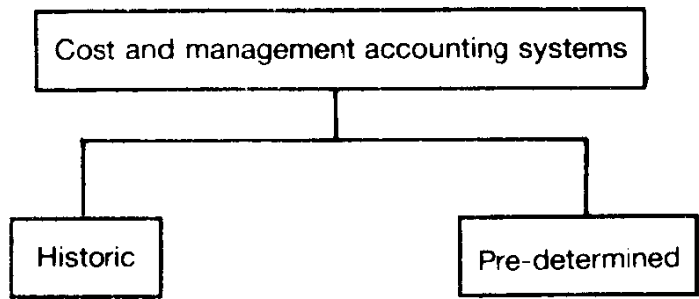 Cost and management accounting systems
Historic
Pre-determined